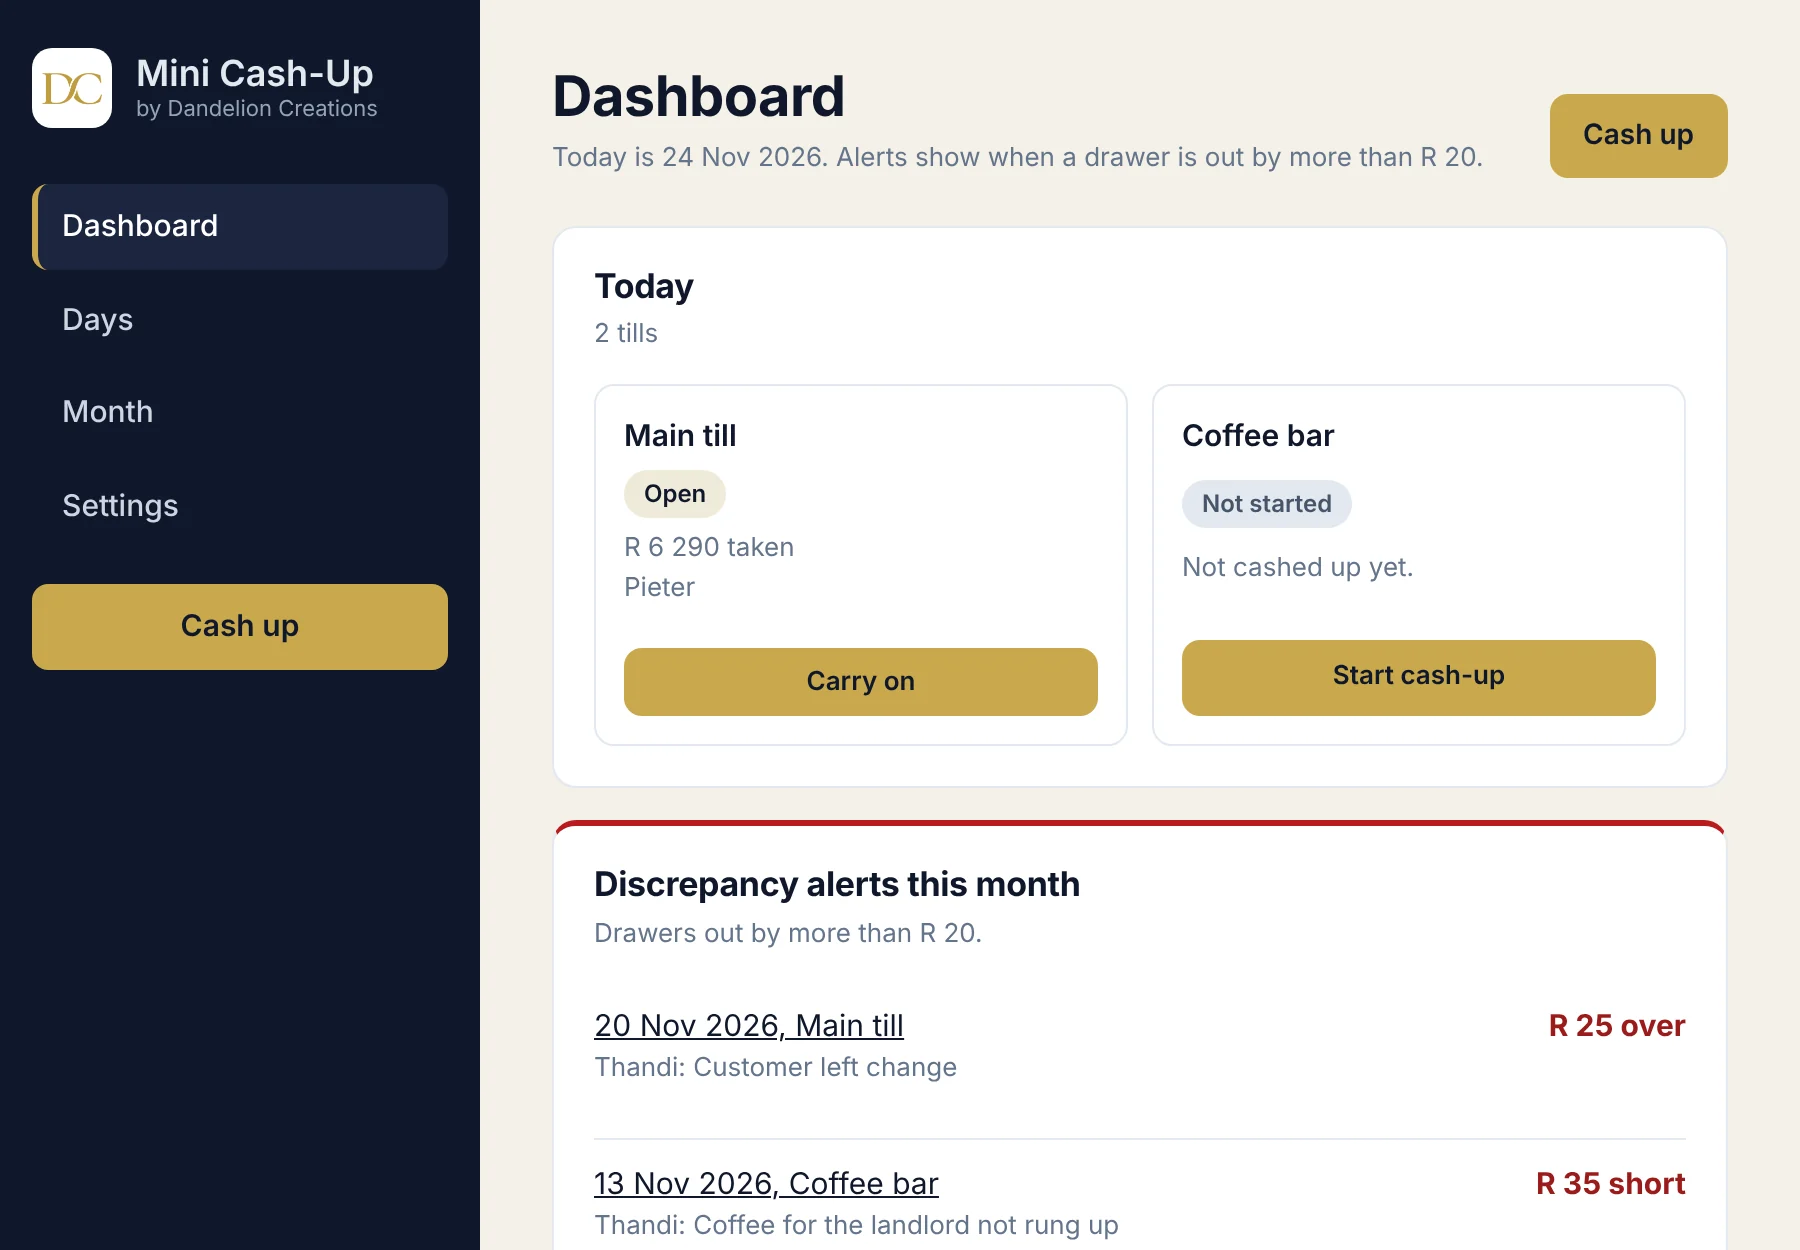 DC
Mini Cash-Up
by Dandelion Creations
Dashboard
Days
Month
Settings
Cash up
Dashboard
Today is 24 Nov 2026. Alerts show when a drawer is out by more than R 20.
Cash up
Today
2 tills
Main till
Open
R 6 290 taken
Pieter
Carry on
Coffee bar
Not started
Not cashed up yet.
Start cash-up
Discrepancy alerts this month
Drawers out by more than R 20.
20 Nov 2026, Main till
R 25 over
Thandi: Customer left change
13 Nov 2026, Coffee bar
R 35 short
Thandi: Coffee for the landlord not rung up